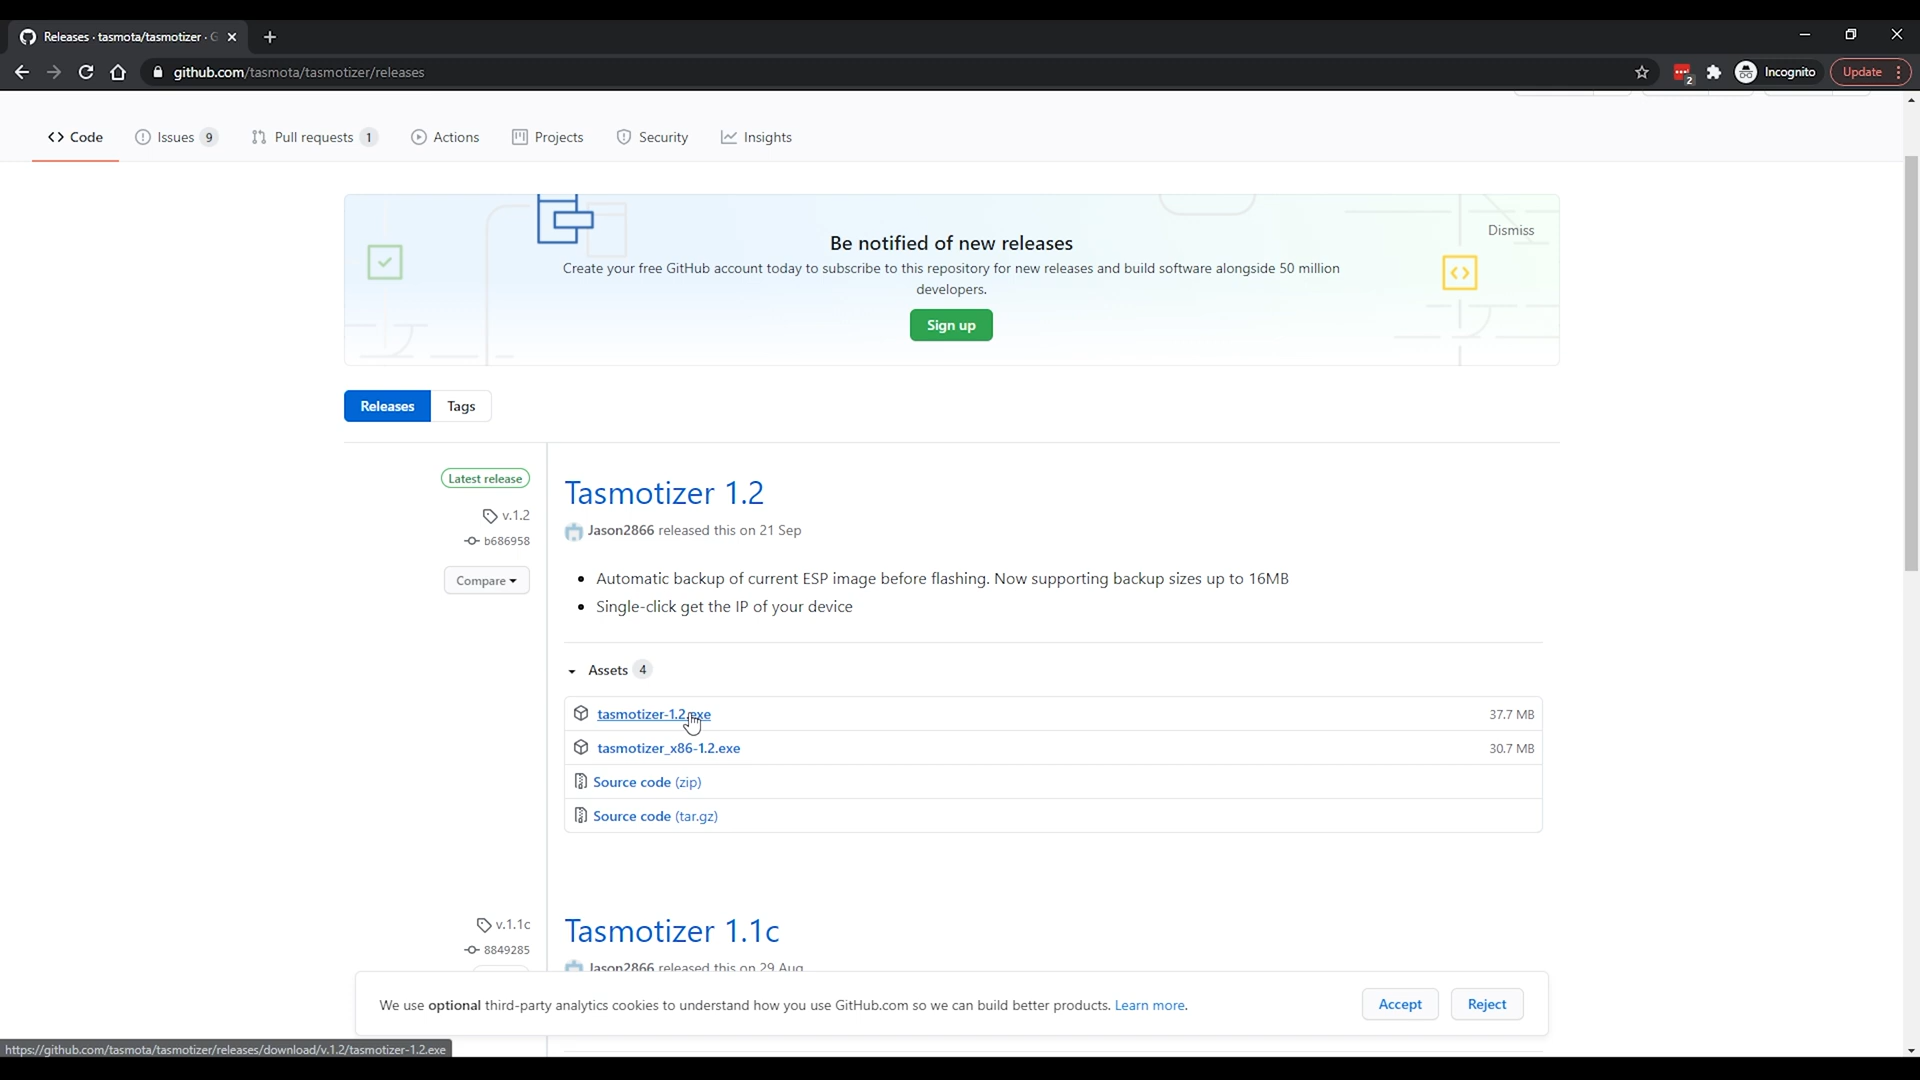 Releases · tasmota/tasmotizer · G
github.com/tasmota/tasmotizer/releases
2
Incognito
Update
Code
Issues 9
Pull requests 1
Actions
Projects
Security
Insights
Be notified of new releases
Dismiss
Create your free GitHub account today to subscribe to this repository for new releases and build software alongside 50 million
developers.
Sign up
Releases
Tags
Latest release
v.1.2
b686958
Compare
Tasmotizer 1.2
Jason2866 released this on 21 Sep
• Automatic backup of current ESP image before flashing. Now supporting backup sizes up to 16MB
• Single-click get the IP of your device
Assets 4
tasmotizer-1.2.exe 37.7 MB
tasmotizer_x86-1.2.exe 30.7 MB
Source code (zip)
Source code (tar.gz)
v.1.1c
8849285
Tasmotizer 1.1c
Jason2866 released this on 29 Aug
We use optional third-party analytics cookies to understand how you use GitHub.com so we can build better products. Learn more.
Accept
Reject
https://github.com/tasmota/tasmotizer/releases/download/v.1.2/tasmotizer-1.2.exe